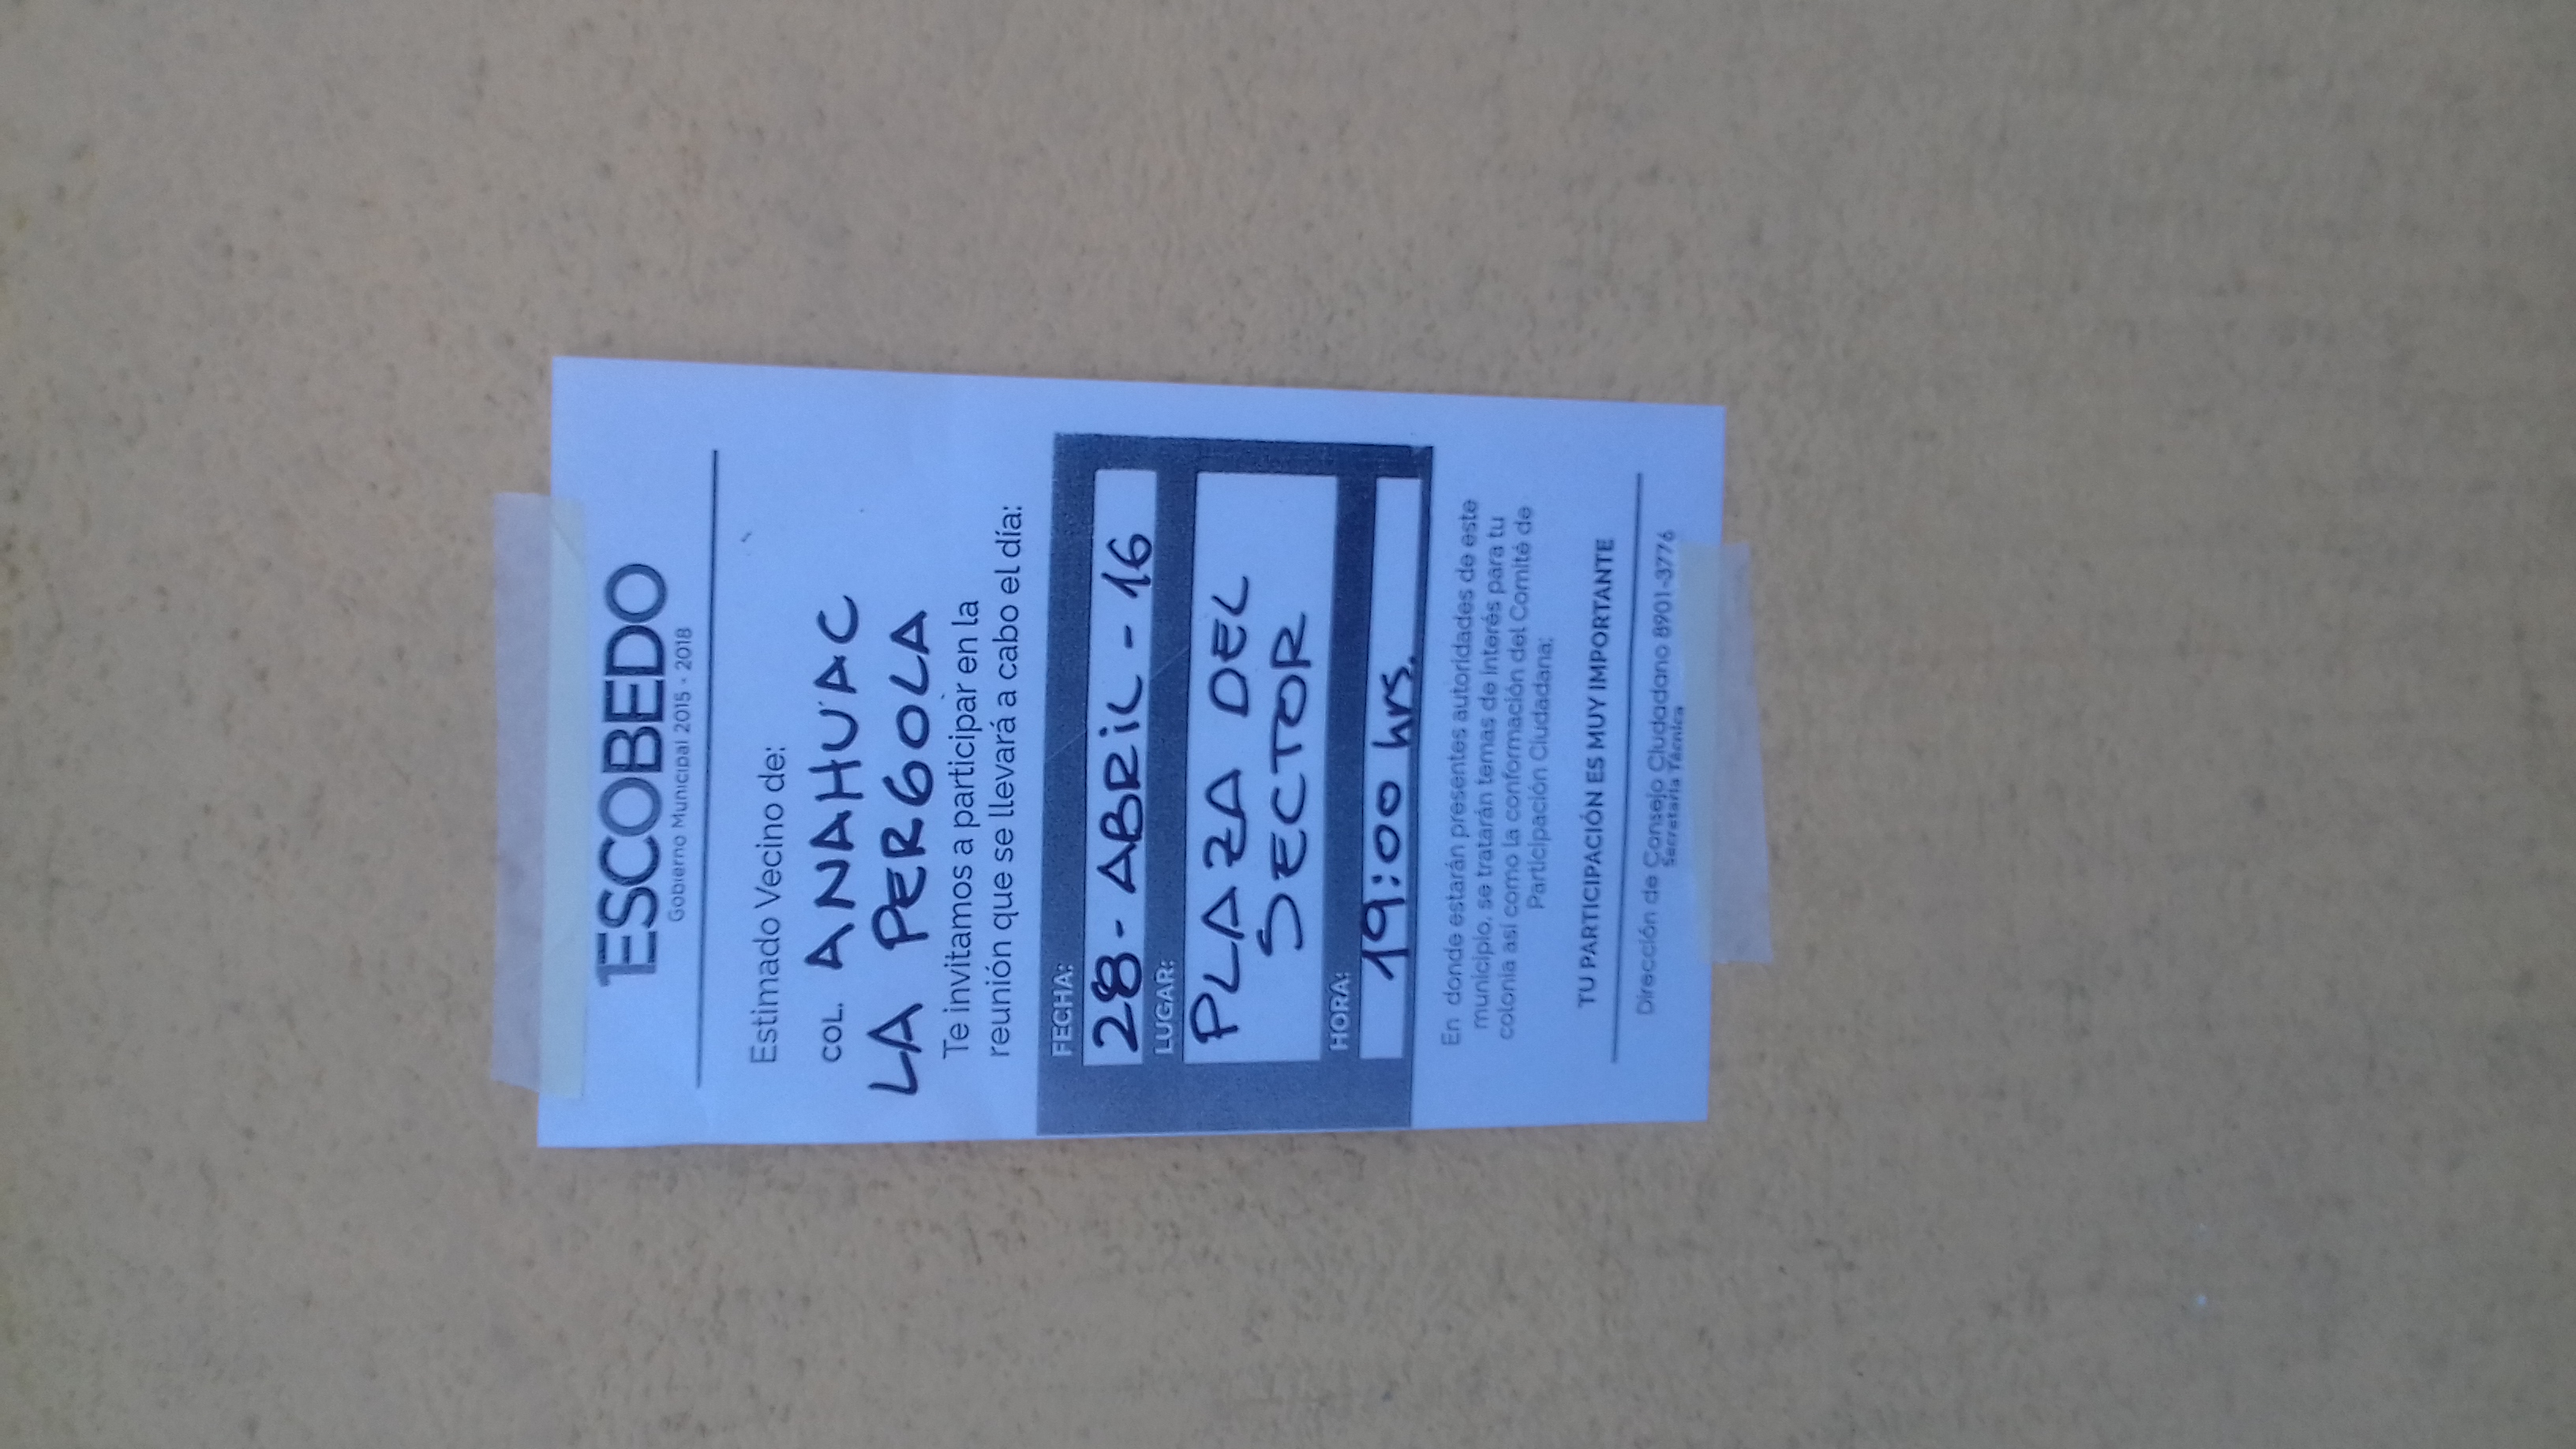 ESCOBEDO
Gobierno Municipal 2015 - 2018
Estimado Vecino de:
COL. ANAHUAC
LA PERGOLA
Te invitamos a participar en la
reunión que se llevará a cabo el día:
FECHA:
28-ABRIL-16
LUGAR:
PLAZA DEL
SECTOR
HORA:
19:00 hrs.
En donde estarán presentes autoridades de este
municipio, se tratarán temas de interés para tu
colonia así como la conformación del Comité de
Participación Ciudadana;
TU PARTICIPACIÓN ES MUY IMPORTANTE
Dirección de Consejo Ciudadano 8901-3776
Secretaría Técnica